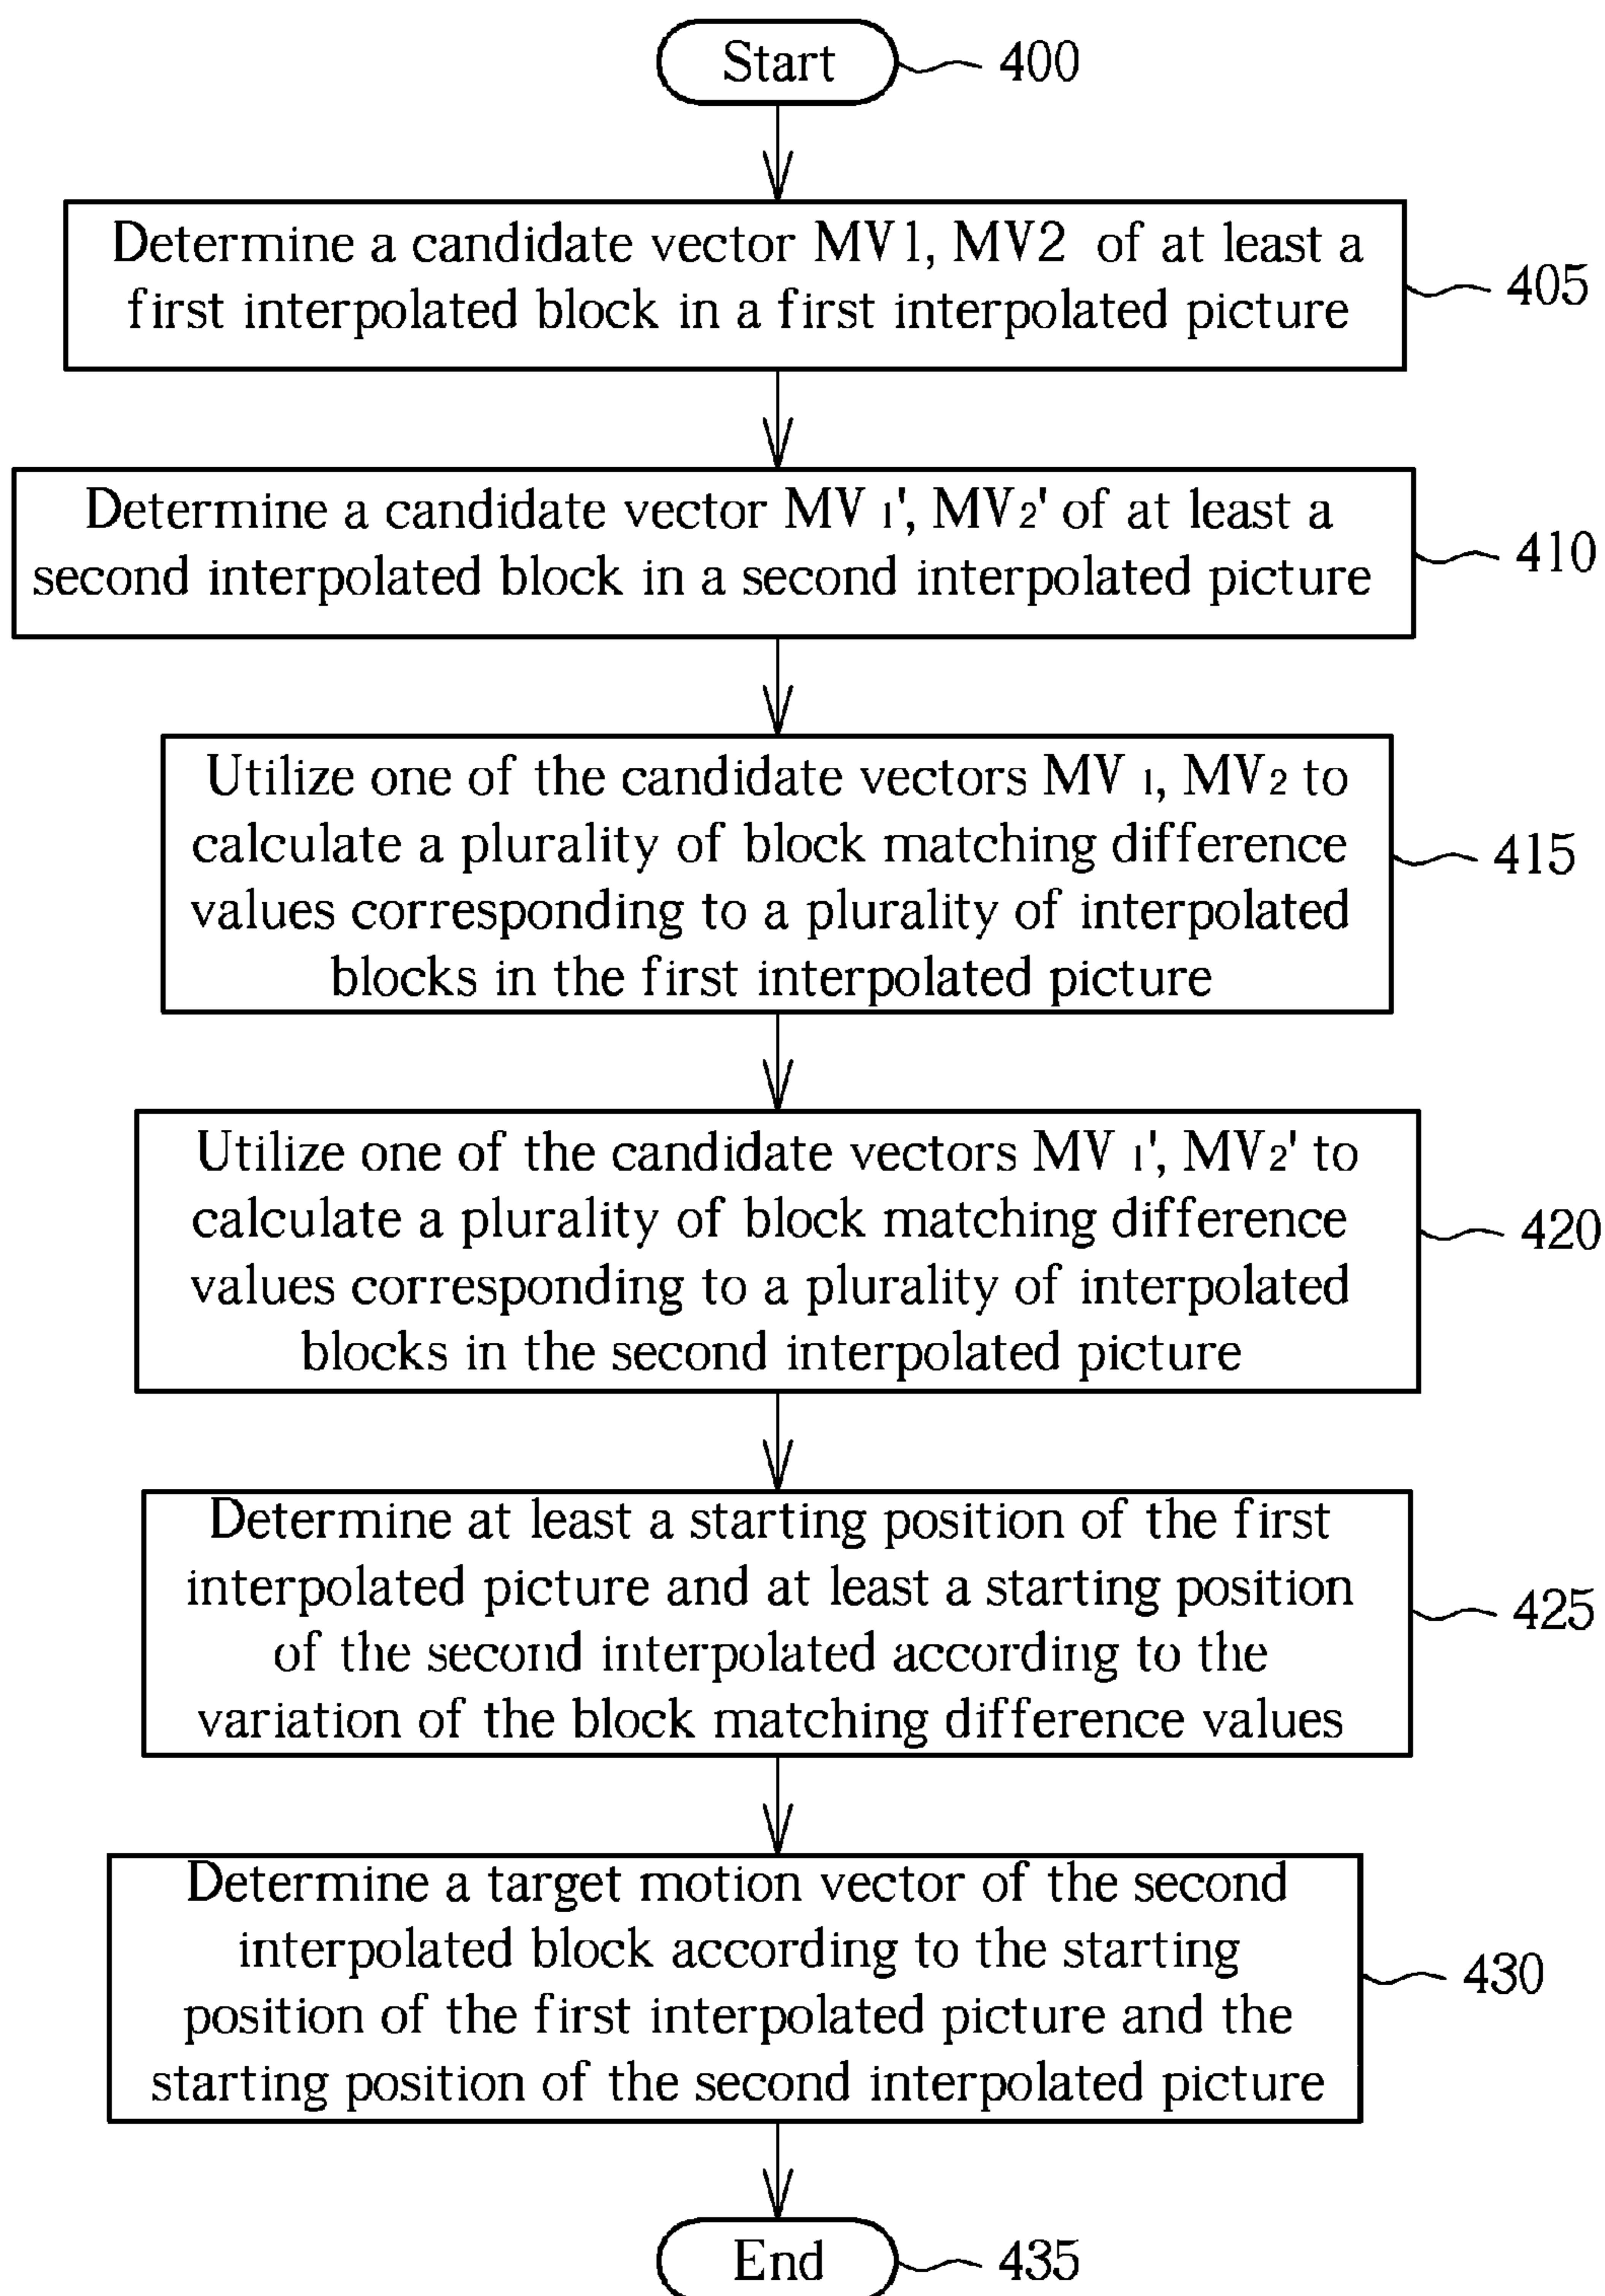 Start
400
Determine a candidate vector MV1, MV2 of at least a
first interpolated block in a first interpolated picture
405
Determine a candidate vector MV 1', MV2' of at least a
second interpolated block in a second interpolated picture
410
Utilize one of the candidate vectors MV 1, MV2 to
calculate a plurality of block matching difference
values corresponding to a plurality of interpolated
blocks in the first interpolated picture
415
Utilize one of the candidate vectors MV 1', MV2' to
calculate a plurality of block matching difference
values corresponding to a plurality of interpolated
blocks in the second interpolated picture
420
Determine at least a starting position of the first
interpolated picture and at least a starting position
of the second interpolated according to the
variation of the block matching difference values
425
Determine a target motion vector of the second
interpolated block according to the starting
position of the first interpolated picture and the
starting position of the second interpolated picture
430
End
435